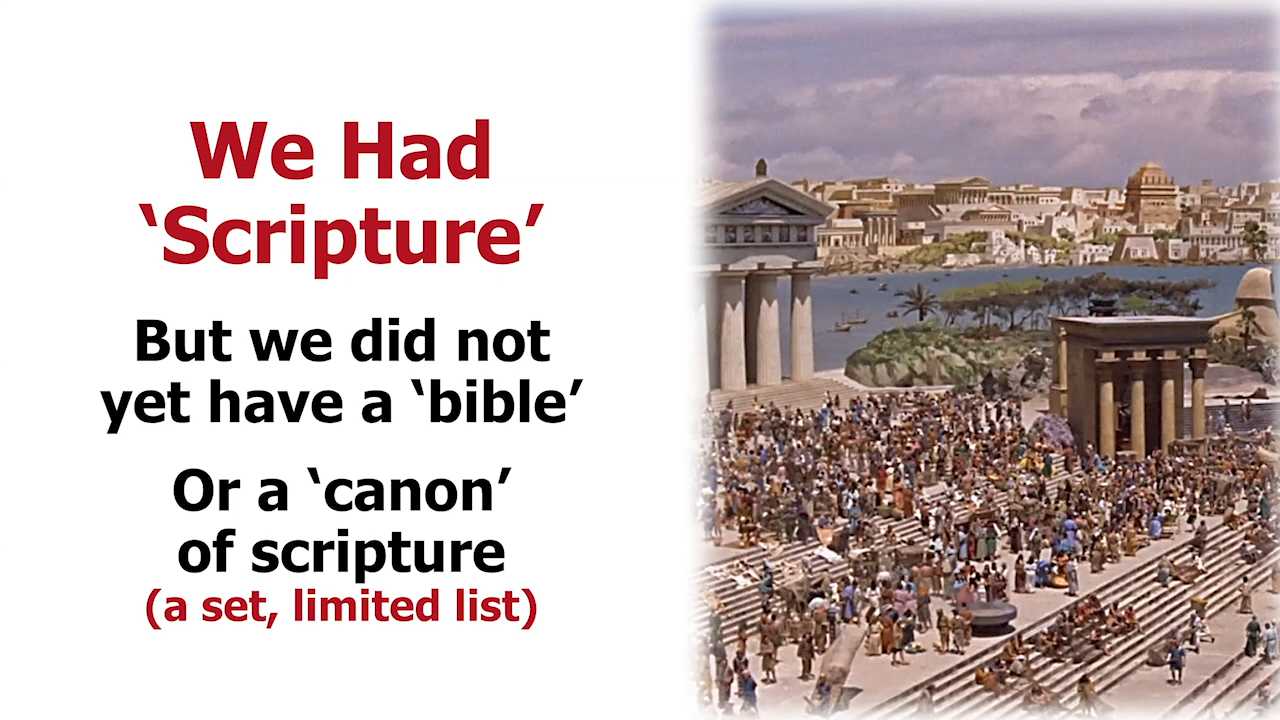 We Had
‘Scripture’
But we did not
yet have a ‘bible’
Or a ‘canon’
of scripture
(a set, limited list)